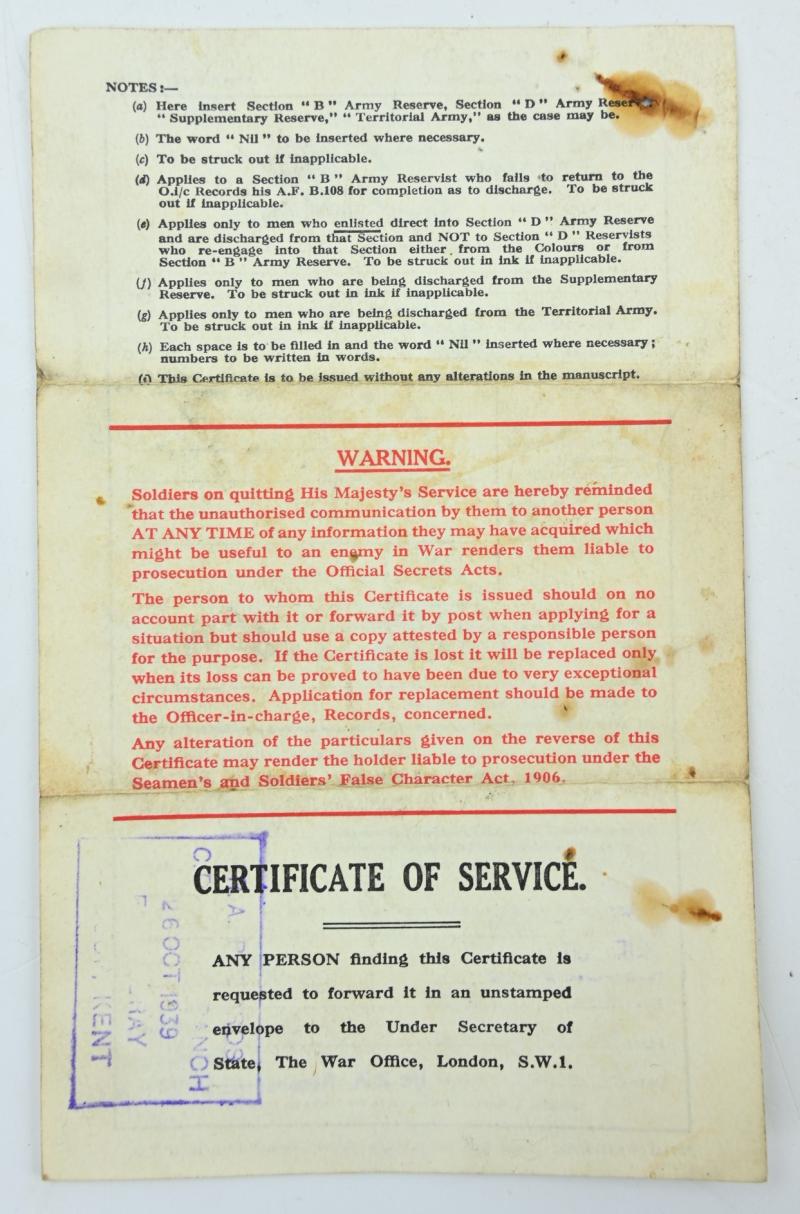 NOTES :—
(a) Here insert Section “ B ” Army Reserve, Section “ D ” Army Reserve
“ Supplementary Reserve,” “ Territorial Army,” as the case may be.
(b) The word “ Nil ” to be inserted where necessary.
(c) To be struck out if inapplicable.
(d) Applies to a Section “ B ” Army Reservist who fails to return to the
O.i/c Records his A.F. B.108 for completion as to discharge. To be struck
out if inapplicable.
(e) Applies only to men who enlisted direct into Section “ D ” Army Reserve
and are discharged from that Section and NOT to Section “ D ” Reservists
who re-engage into that Section either from the Colours or from
Section “ B ” Army Reserve. To be struck out in ink if inapplicable.
(f) Applies only to men who are being discharged from the Supplementary
Reserve. To be struck out in ink if inapplicable.
(g) Applies only to men who are being discharged from the Territorial Army.
To be struck out in ink if inapplicable.
(h) Each space is to be filled in and the word “ Nil ” inserted where necessary ;
numbers to be written in words.
(i) This Certificate is to be issued without any alterations in the manuscript.
WARNING.
Soldiers on quitting His Majesty's Service are hereby reminded
that the unauthorised communication by them to another person
AT ANY TIME of any information they may have acquired which
might be useful to an enemy in War renders them liable to
prosecution under the Official Secrets Acts.
The person to whom this Certificate is issued should on no
account part with it or forward it by post when applying for a
situation but should use a copy attested by a responsible person
for the purpose. If the Certificate is lost it will be replaced only
when its loss can be proved to have been due to very exceptional
circumstances. Application for replacement should be made to
the Officer-in-charge, Records, concerned.
Any alteration of the particulars given on the reverse of this
Certificate may render the holder liable to prosecution under the
Seamen's and Soldiers' False Character Act, 1906.
CERTIFICATE OF SERVICE.
ANY PERSON finding this Certificate is
requested to forward it in an unstamped
envelope to the Under Secretary of
State, The War Office, London, S.W.1.
26 OCT 1939
KENT